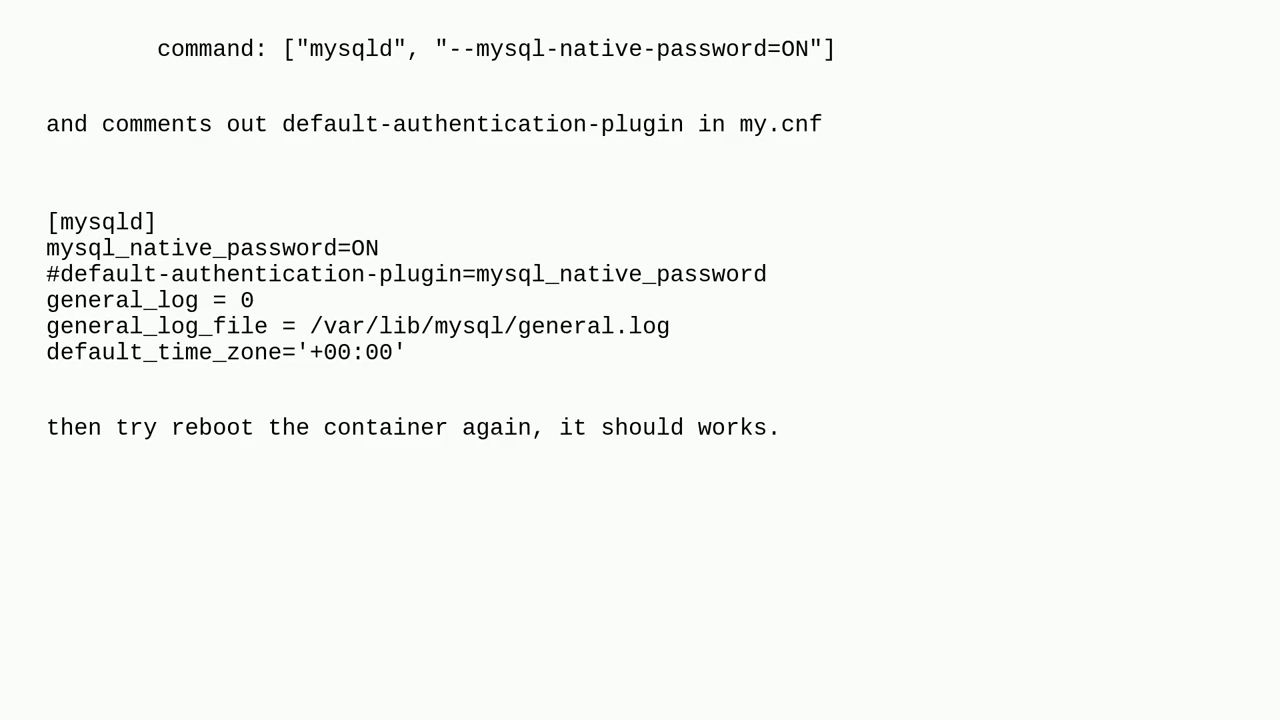 command: ["mysqld", "--mysql-native-password=ON"]
and comments out default-authentication-plugin in my.cnf
[mysqld]
mysql_native_password=ON
#default-authentication-plugin=mysql_native_password
general_log = 0
general_log_file = /var/lib/mysql/general.log
default_time_zone='+00:00'
then try reboot the container again, it should works.